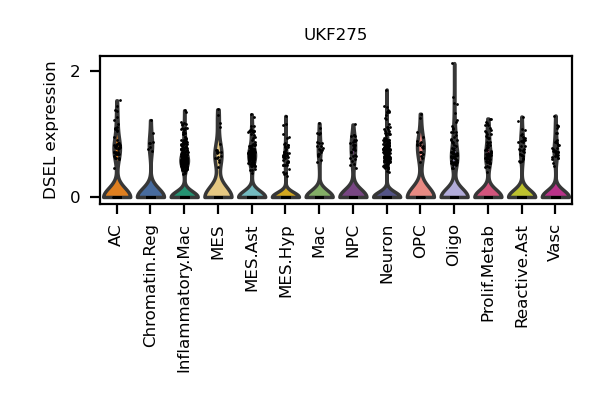 UKF275
DSEL expression
2
0
AC
Chromatin.Reg
Inflammatory.Mac
MES
MES.Ast
MES.Hyp
Mac
NPC
Neuron
OPC
Oligo
Prolif.Metab
Reactive.Ast
Vasc